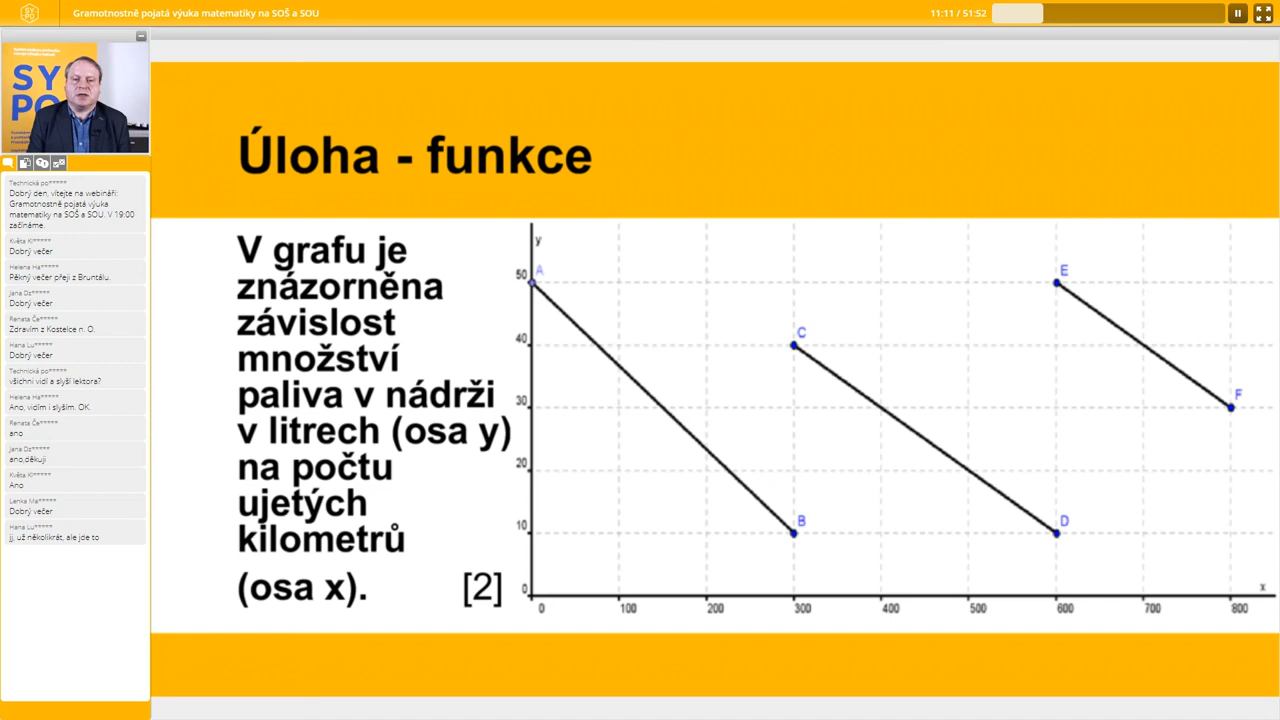 Gramotnostně pojatá výuka matematiky na SOŠ a SOU
11:11 / 51:52
SY
PO
Technická po*****
Dobrý den, vítejte na webináři:
Gramotnostně pojatá výuka
matematiky na SOŠ a SOU. V 19:00
začínáme.
Květa Kl*****
Dobrý večer
Helena Ha*****
Pěkný večer přeji z Bruntálu.
Jana Dz*****
Dobrý večer
Renata Če*****
Zdravím z Kostelce n. O.
Hana Lu*****
Dobrý večer
Technická po*****
všichni vidí a slyší lektora?
Helena Ha*****
Ano, vidím i slyším. OK.
Renata Če*****
ano
Jana Dz*****
ano,děkuji
Květa Kl*****
Ano
Lenka Ma*****
Dobrý večer
Hana Lu*****
jj, už několikrát, ale jde to
Úloha - funkce
V grafu je
znázorněna
závislost
množství
paliva v nádrži
v litrech (osa y)
na počtu
ujetých
kilometrů
(osa x). [2]
y
50
40
30
20
10
0
A
B
C
D
E
F
x
0 100 200 300 400 500 600 700 800